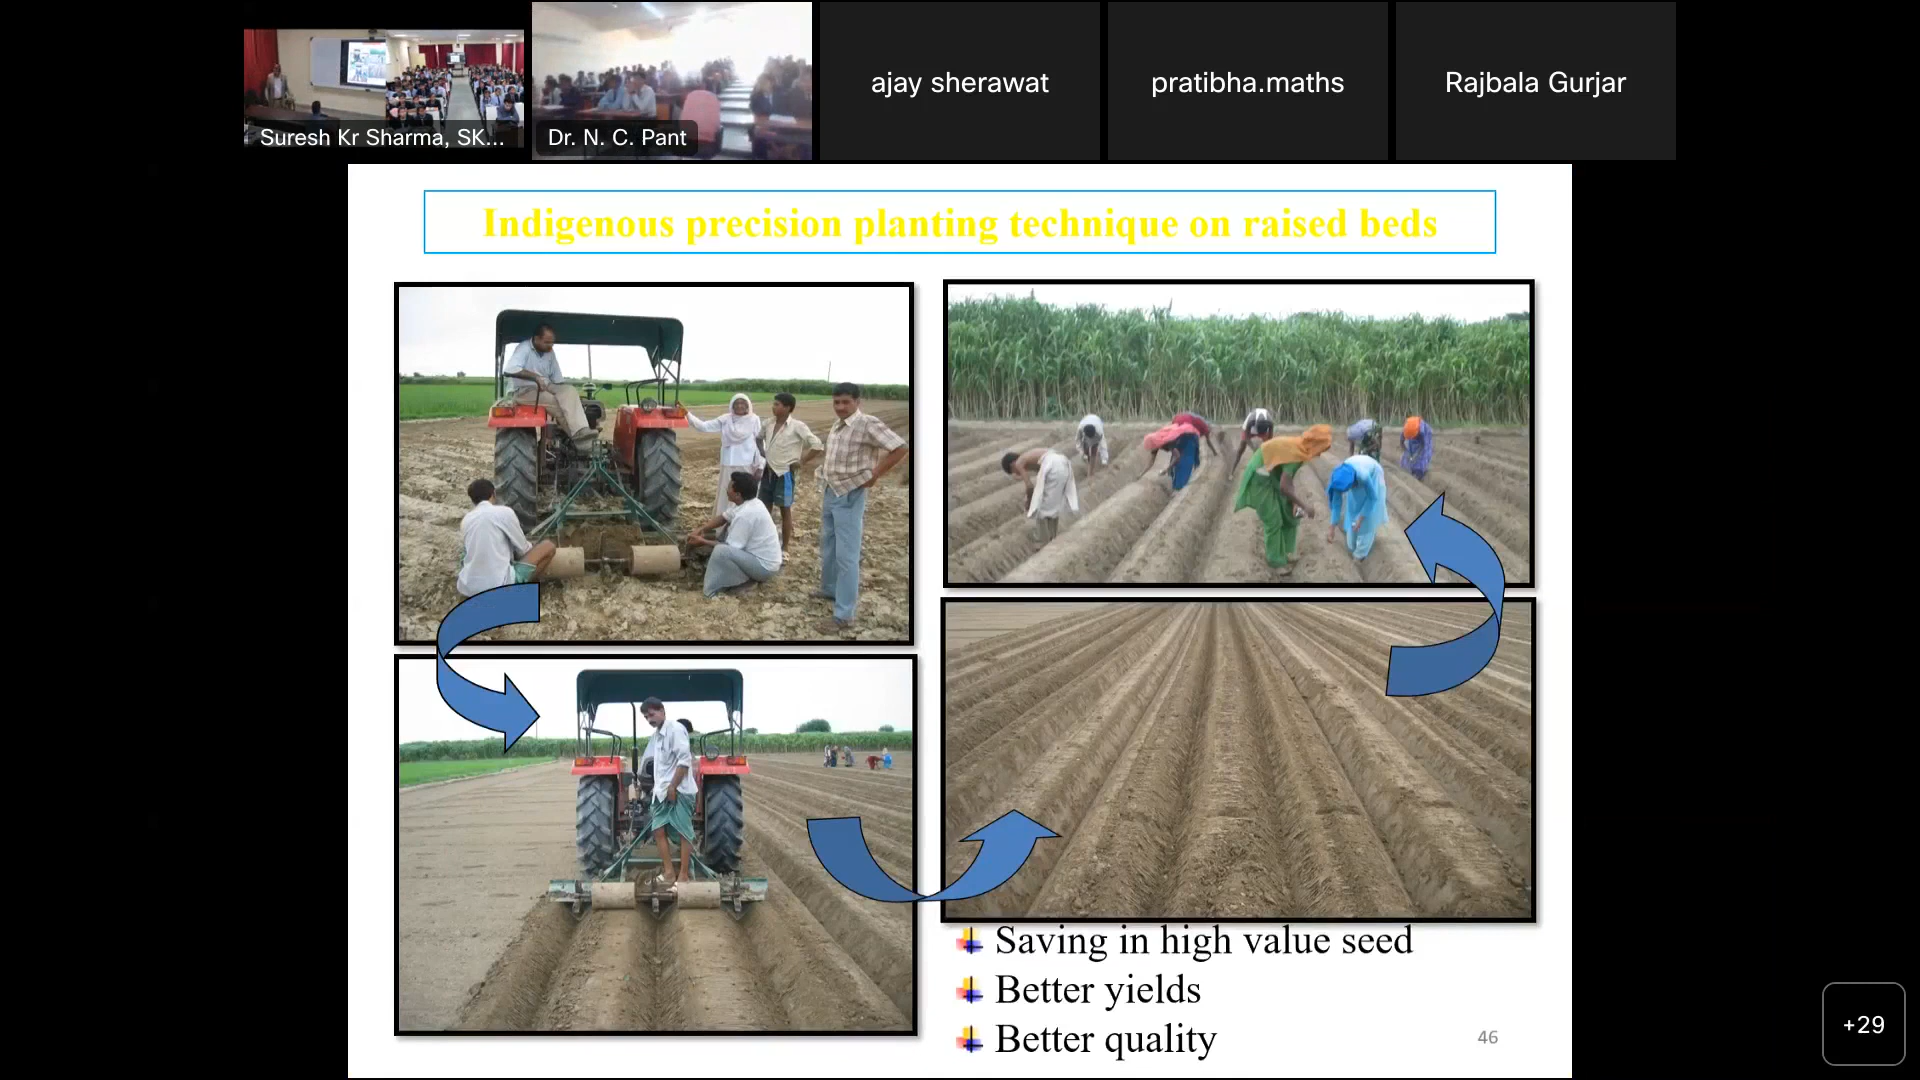 Suresh Kr Sharma, SK...
Dr. N. C. Pant
ajay sherawat
pratibha.maths
Rajbala Gurjar
Indigenous precision planting technique on raised beds
Saving in high value seed
Better yields
Better quality
46
+29